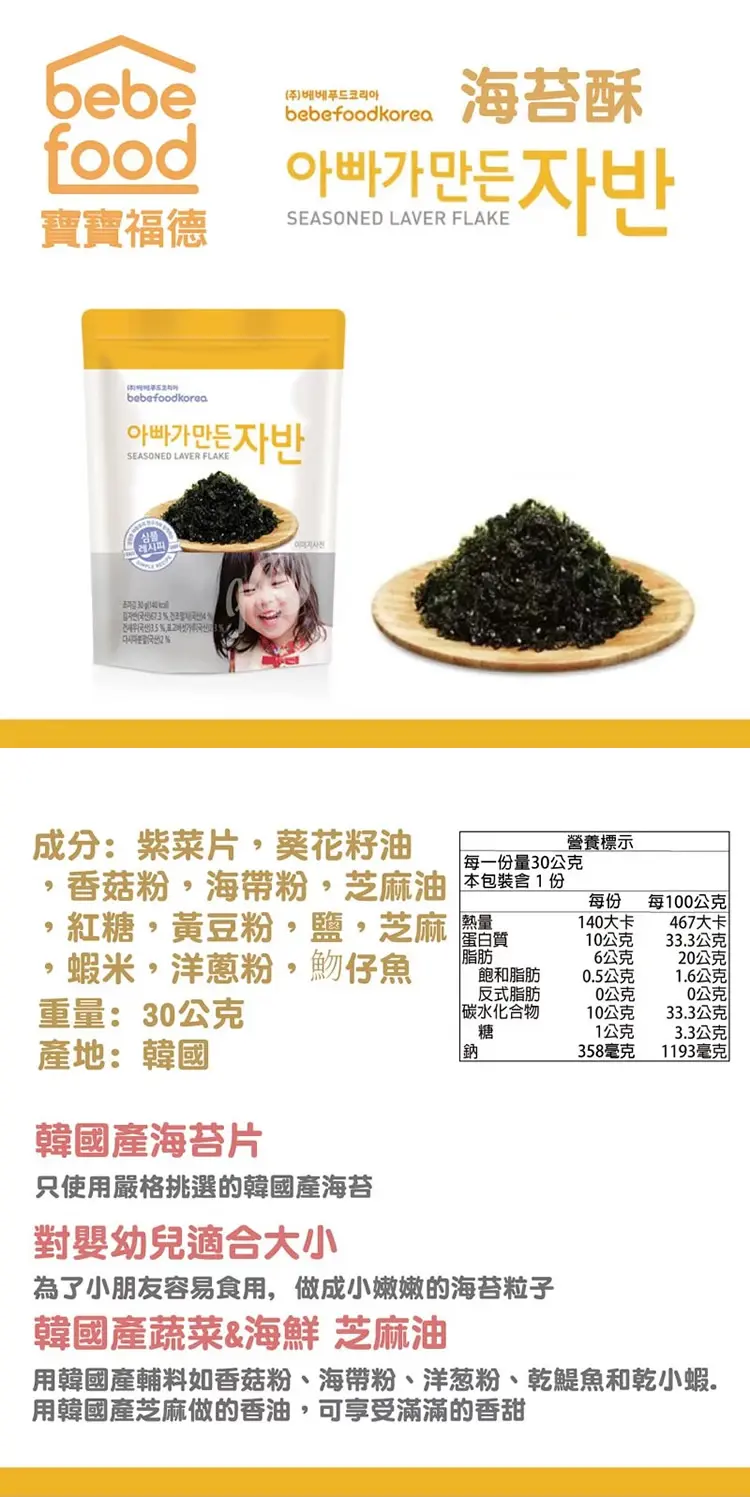 bebe
food
寶寶福德
(주)베베푸드코리아
bebefoodkorea
海苔酥
아빠가만든자반
SEASONED LAVER FLAKE
(주)베베푸드코리아
bebefoodkorea
아빠가만든자반
SEASONED LAVER FLAKE
심플
레시피
SIMPLE RECIPE
이미지사진
조미김 30 g(140 kcal)
成分: 紫菜片,葵花籽油
,香菇粉,海帶粉,芝麻油
,紅糖,黃豆粉,鹽,芝麻
,蝦米,洋蔥粉,魩仔魚
重量: 30公克
產地: 韓國
營養標示
每一份量30公克
本包裝含 1 份
每份 每100公克
熱量 140大卡 467大卡
蛋白質 10公克 33.3公克
脂肪 6公克 20公克
飽和脂肪 0.5公克 1.6公克
反式脂肪 0公克 0公克
碳水化合物 10公克 33.3公克
糖 1公克 3.3公克
鈉 358毫克 1193毫克
韓國產海苔片
只使用嚴格挑選的韓國產海苔
對嬰幼兒適合大小
為了小朋友容易食用, 做成小嫩嫩的海苔粒子
韓國產蔬菜&海鮮 芝麻油
用韓國產輔料如香菇粉、海帶粉、洋葱粉、乾鯷魚和乾小蝦.
用韓國產芝麻做的香油,可享受滿滿的香甜